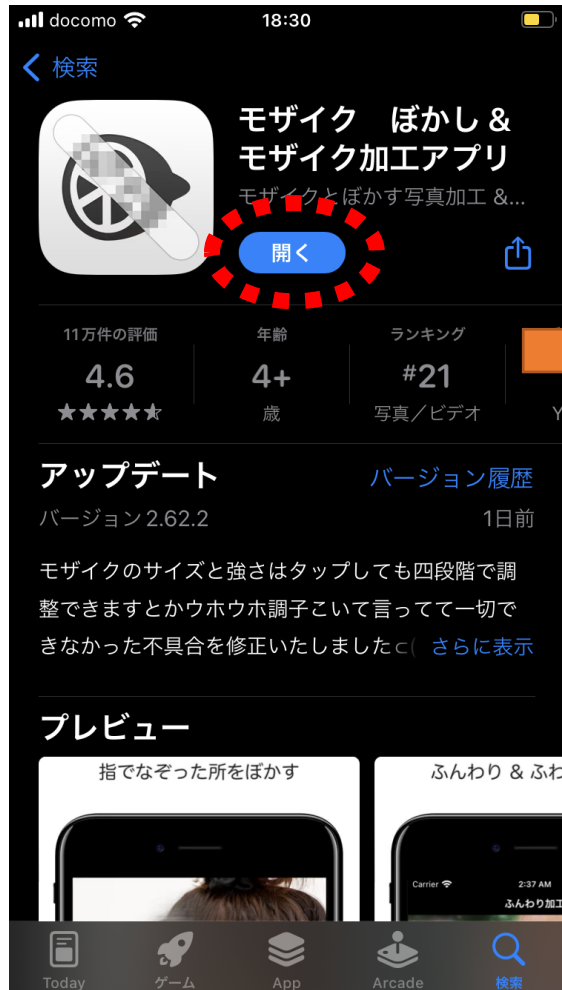 docomo 18:30
検索
モザイク　ぼかし &
モザイク加工アプリ
モザイクとぼかす写真加工 &...
開く
11万件の評価
4.6
年齢
4+
歳
ランキング
#21
写真／ビデオ
Y
アップデート
バージョン履歴
バージョン 2.62.2
1日前
モザイクのサイズと強さはタップしても四段階で調
整できますとかウホウホ調子こいて言ってて一切で
きなかった不具合を修正いたしました⊂( さらに表示
プレビュー
指でなぞった所をぼかす
ふんわり & ふわ
Carrier 2:37 AM
ふんわり加工
Today
ゲーム
App
Arcade
検索